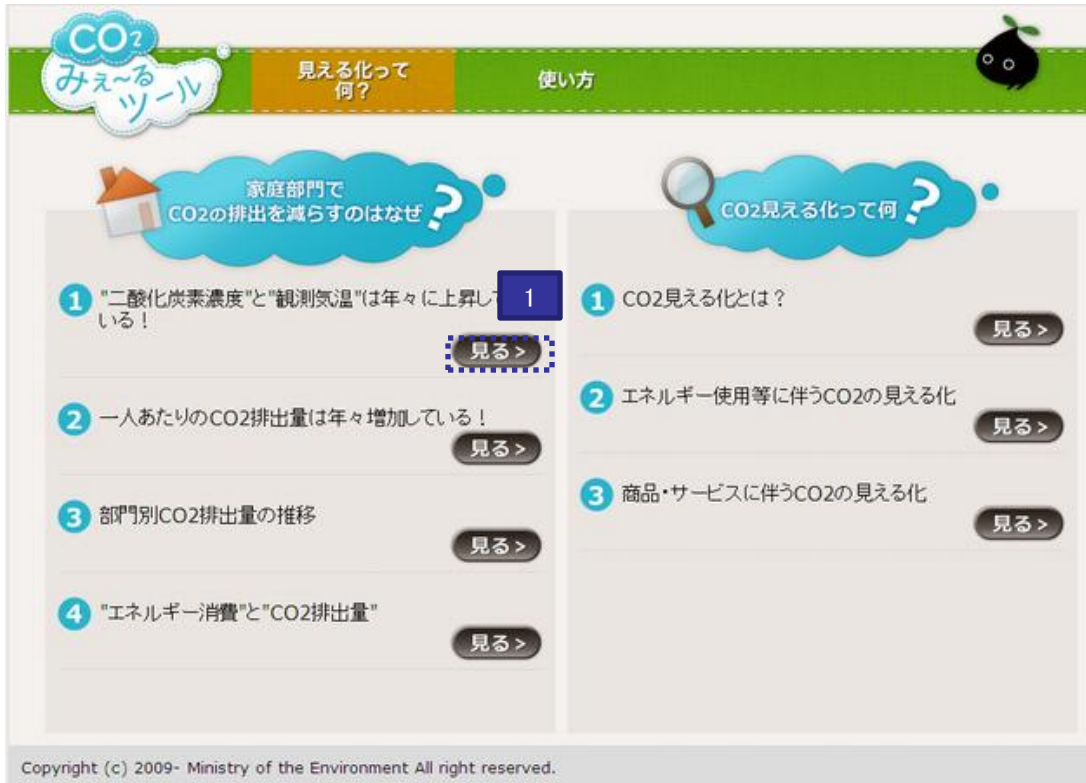 CO2
みえ~る
ツール
見える化って
何？
使い方
家庭部門で
CO2の排出を減らすのはなぜ?
CO2見える化って何?
1 "二酸化炭素濃度"と"観測気温"は年々に上昇して
いる！
1
見る >
2 一人あたりのCO2排出量は年々増加している！
見る >
3 部門別CO2排出量の推移
見る >
4 "エネルギー消費"と"CO2排出量"
見る >
1 CO2見える化とは？
見る >
2 エネルギー使用等に伴うCO2の見える化
見る >
3 商品・サービスに伴うCO2の見える化
見る >
Copyright (c) 2009- Ministry of the Environment All right reserved.